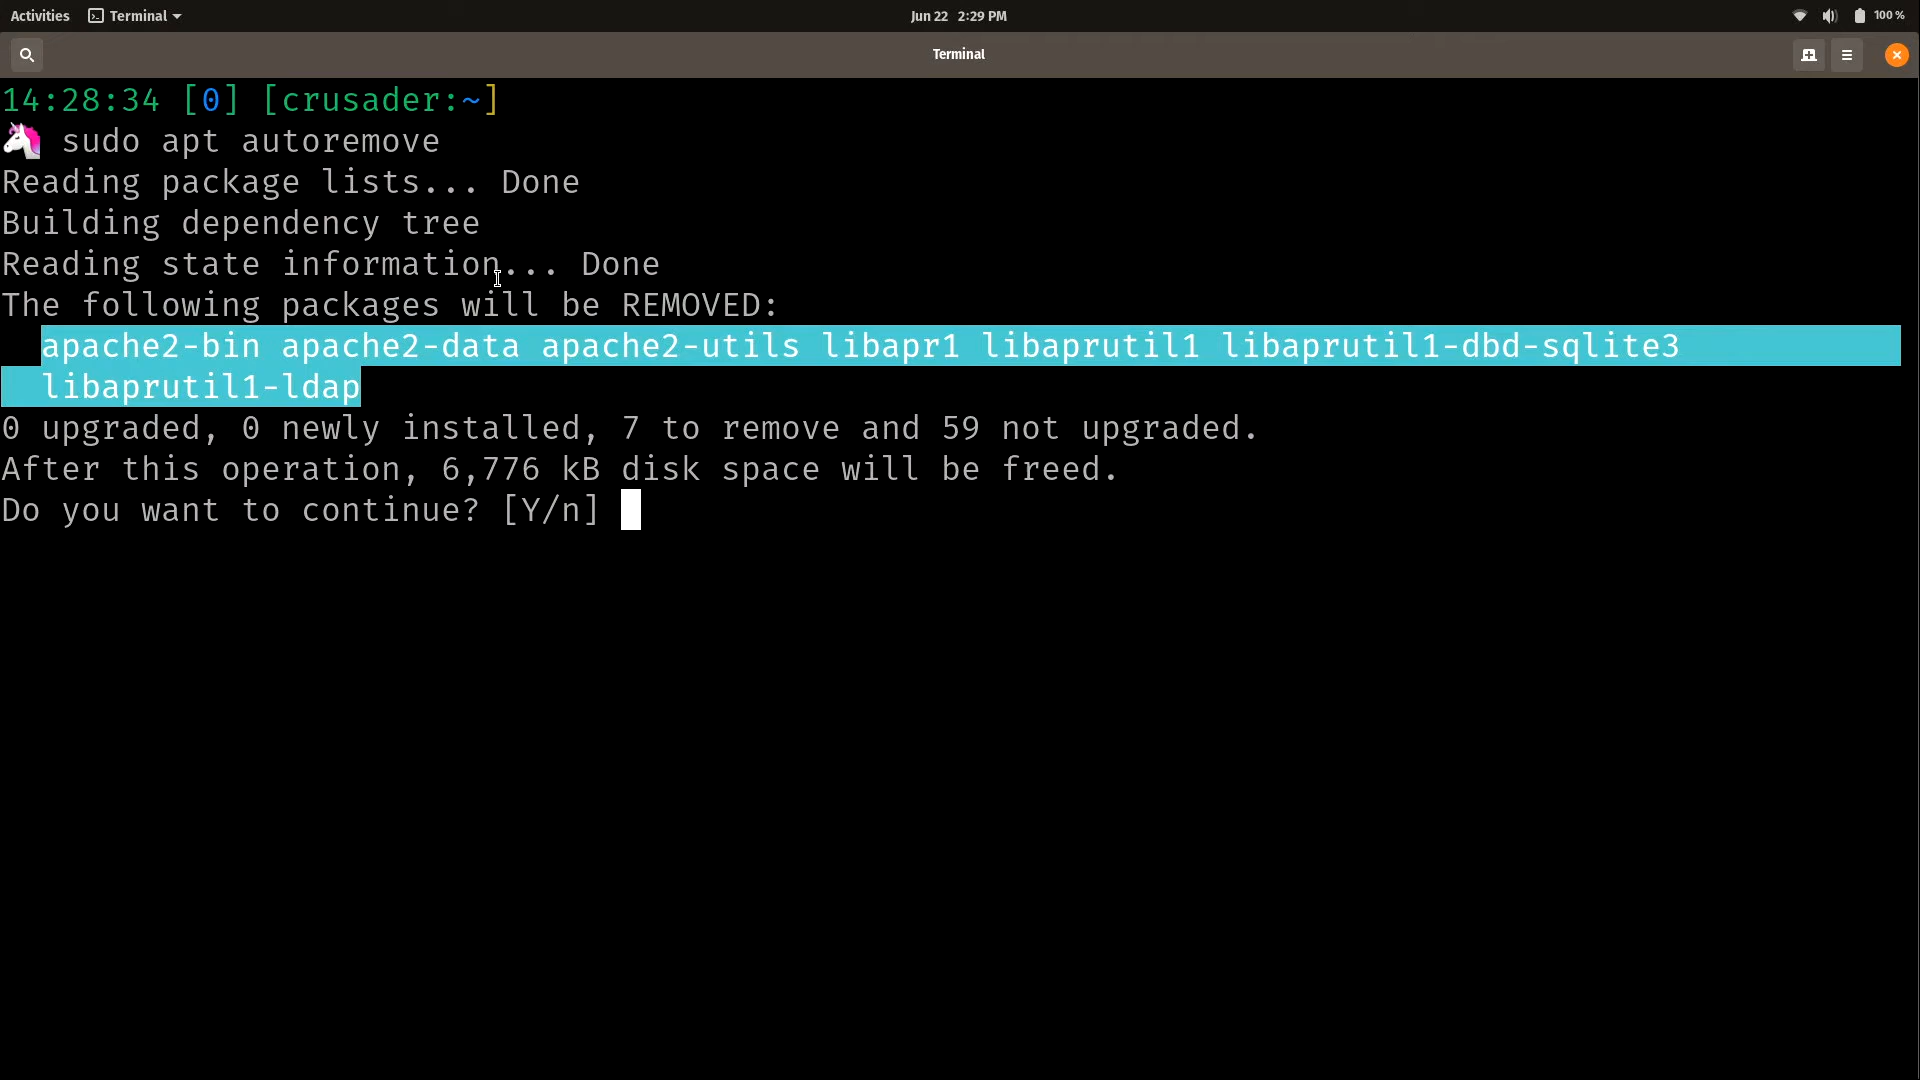 Activities Terminal Jun 22 2:29 PM 100 %
Terminal
14:28:34 [0] [crusader:~]
🦄 sudo apt autoremove
Reading package lists... Done
Building dependency tree
Reading state information... Done
The following packages will be REMOVED:
apache2-bin apache2-data apache2-utils libapr1 libaprutil1 libaprutil1-dbd-sqlite3
libaprutil1-ldap
0 upgraded, 0 newly installed, 7 to remove and 59 not upgraded.
After this operation, 6,776 kB disk space will be freed.
Do you want to continue? [Y/n]